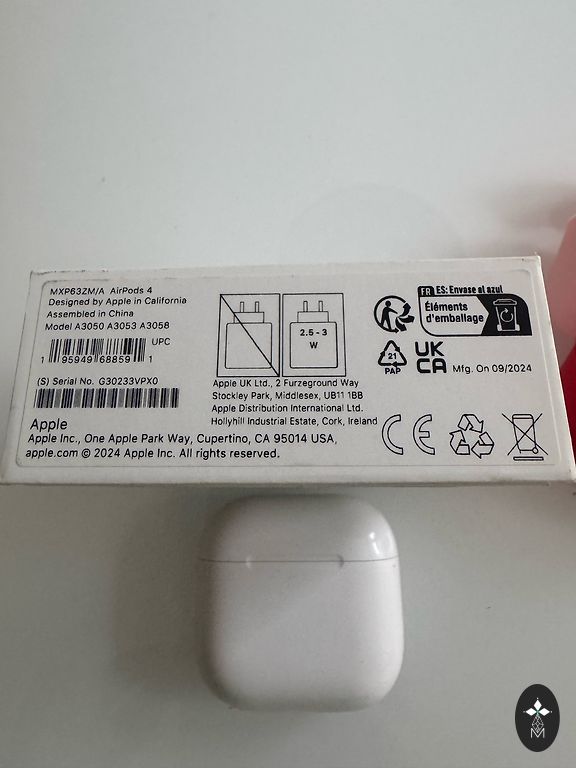 MXP63ZM/A AirPods 4
Designed by Apple in California
Assembled in China
Model A3050 A3053 A3058
UPC
1 95949 68859 1
(S) Serial No. G30233VPX0
Apple
Apple Inc., One Apple Park Way, Cupertino, CA 95014 USA,
apple.com © 2024 Apple Inc. All rights reserved.
2.5 - 3
W
Apple UK Ltd., 2 Furzeground Way
Stockley Park, Middlesex, UB11 1BB
Apple Distribution International Ltd.
Hollyhill Industrial Estate, Cork, Ireland
FR ES: Envase al azul
Éléments
d'emballage
21
PAP
UK
CA
Mfg. On 09/2024
CE
M